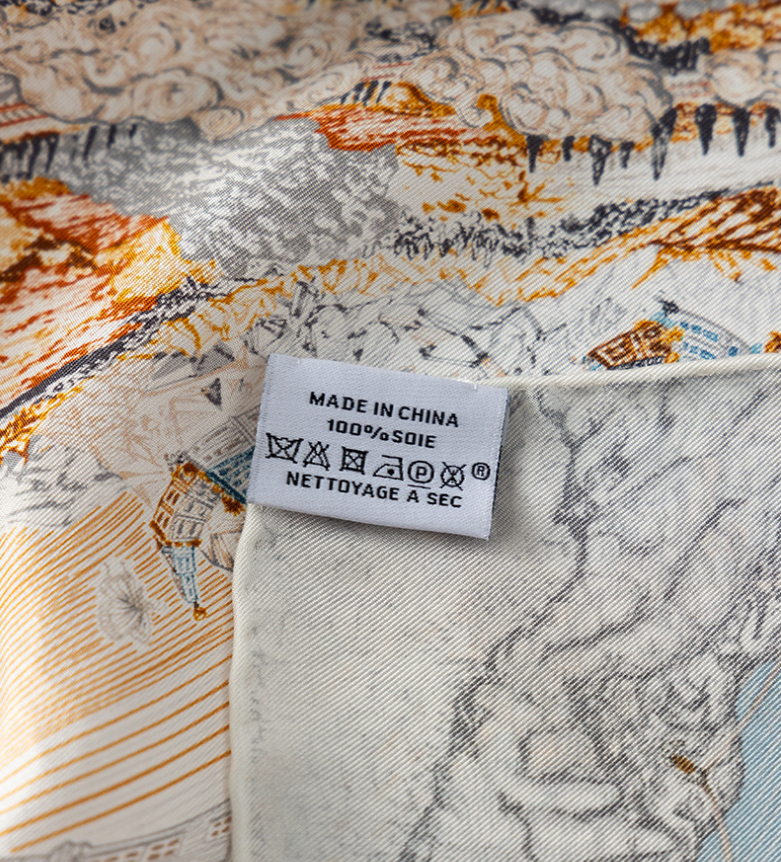 MADE IN CHINA
100%SOIE
®
NETTOYAGE A SEC